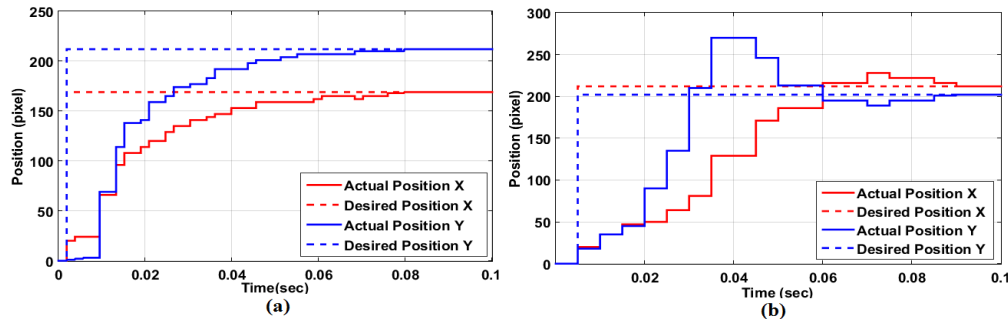 250
200
150
100
50
0
Position (pixel)
0
0.02
0.04
0.06
0.08
0.1
Time(sec)
Actual Position X
Desired Position X
Actual Position Y
Desired Position Y
(a)
300
250
200
150
100
50
0
Position (pixel)
0.02
0.04
0.06
0.08
0.1
Time (sec)
Actual Position X
Desired Position X
Actual Position Y
Desired Position Y
(b)